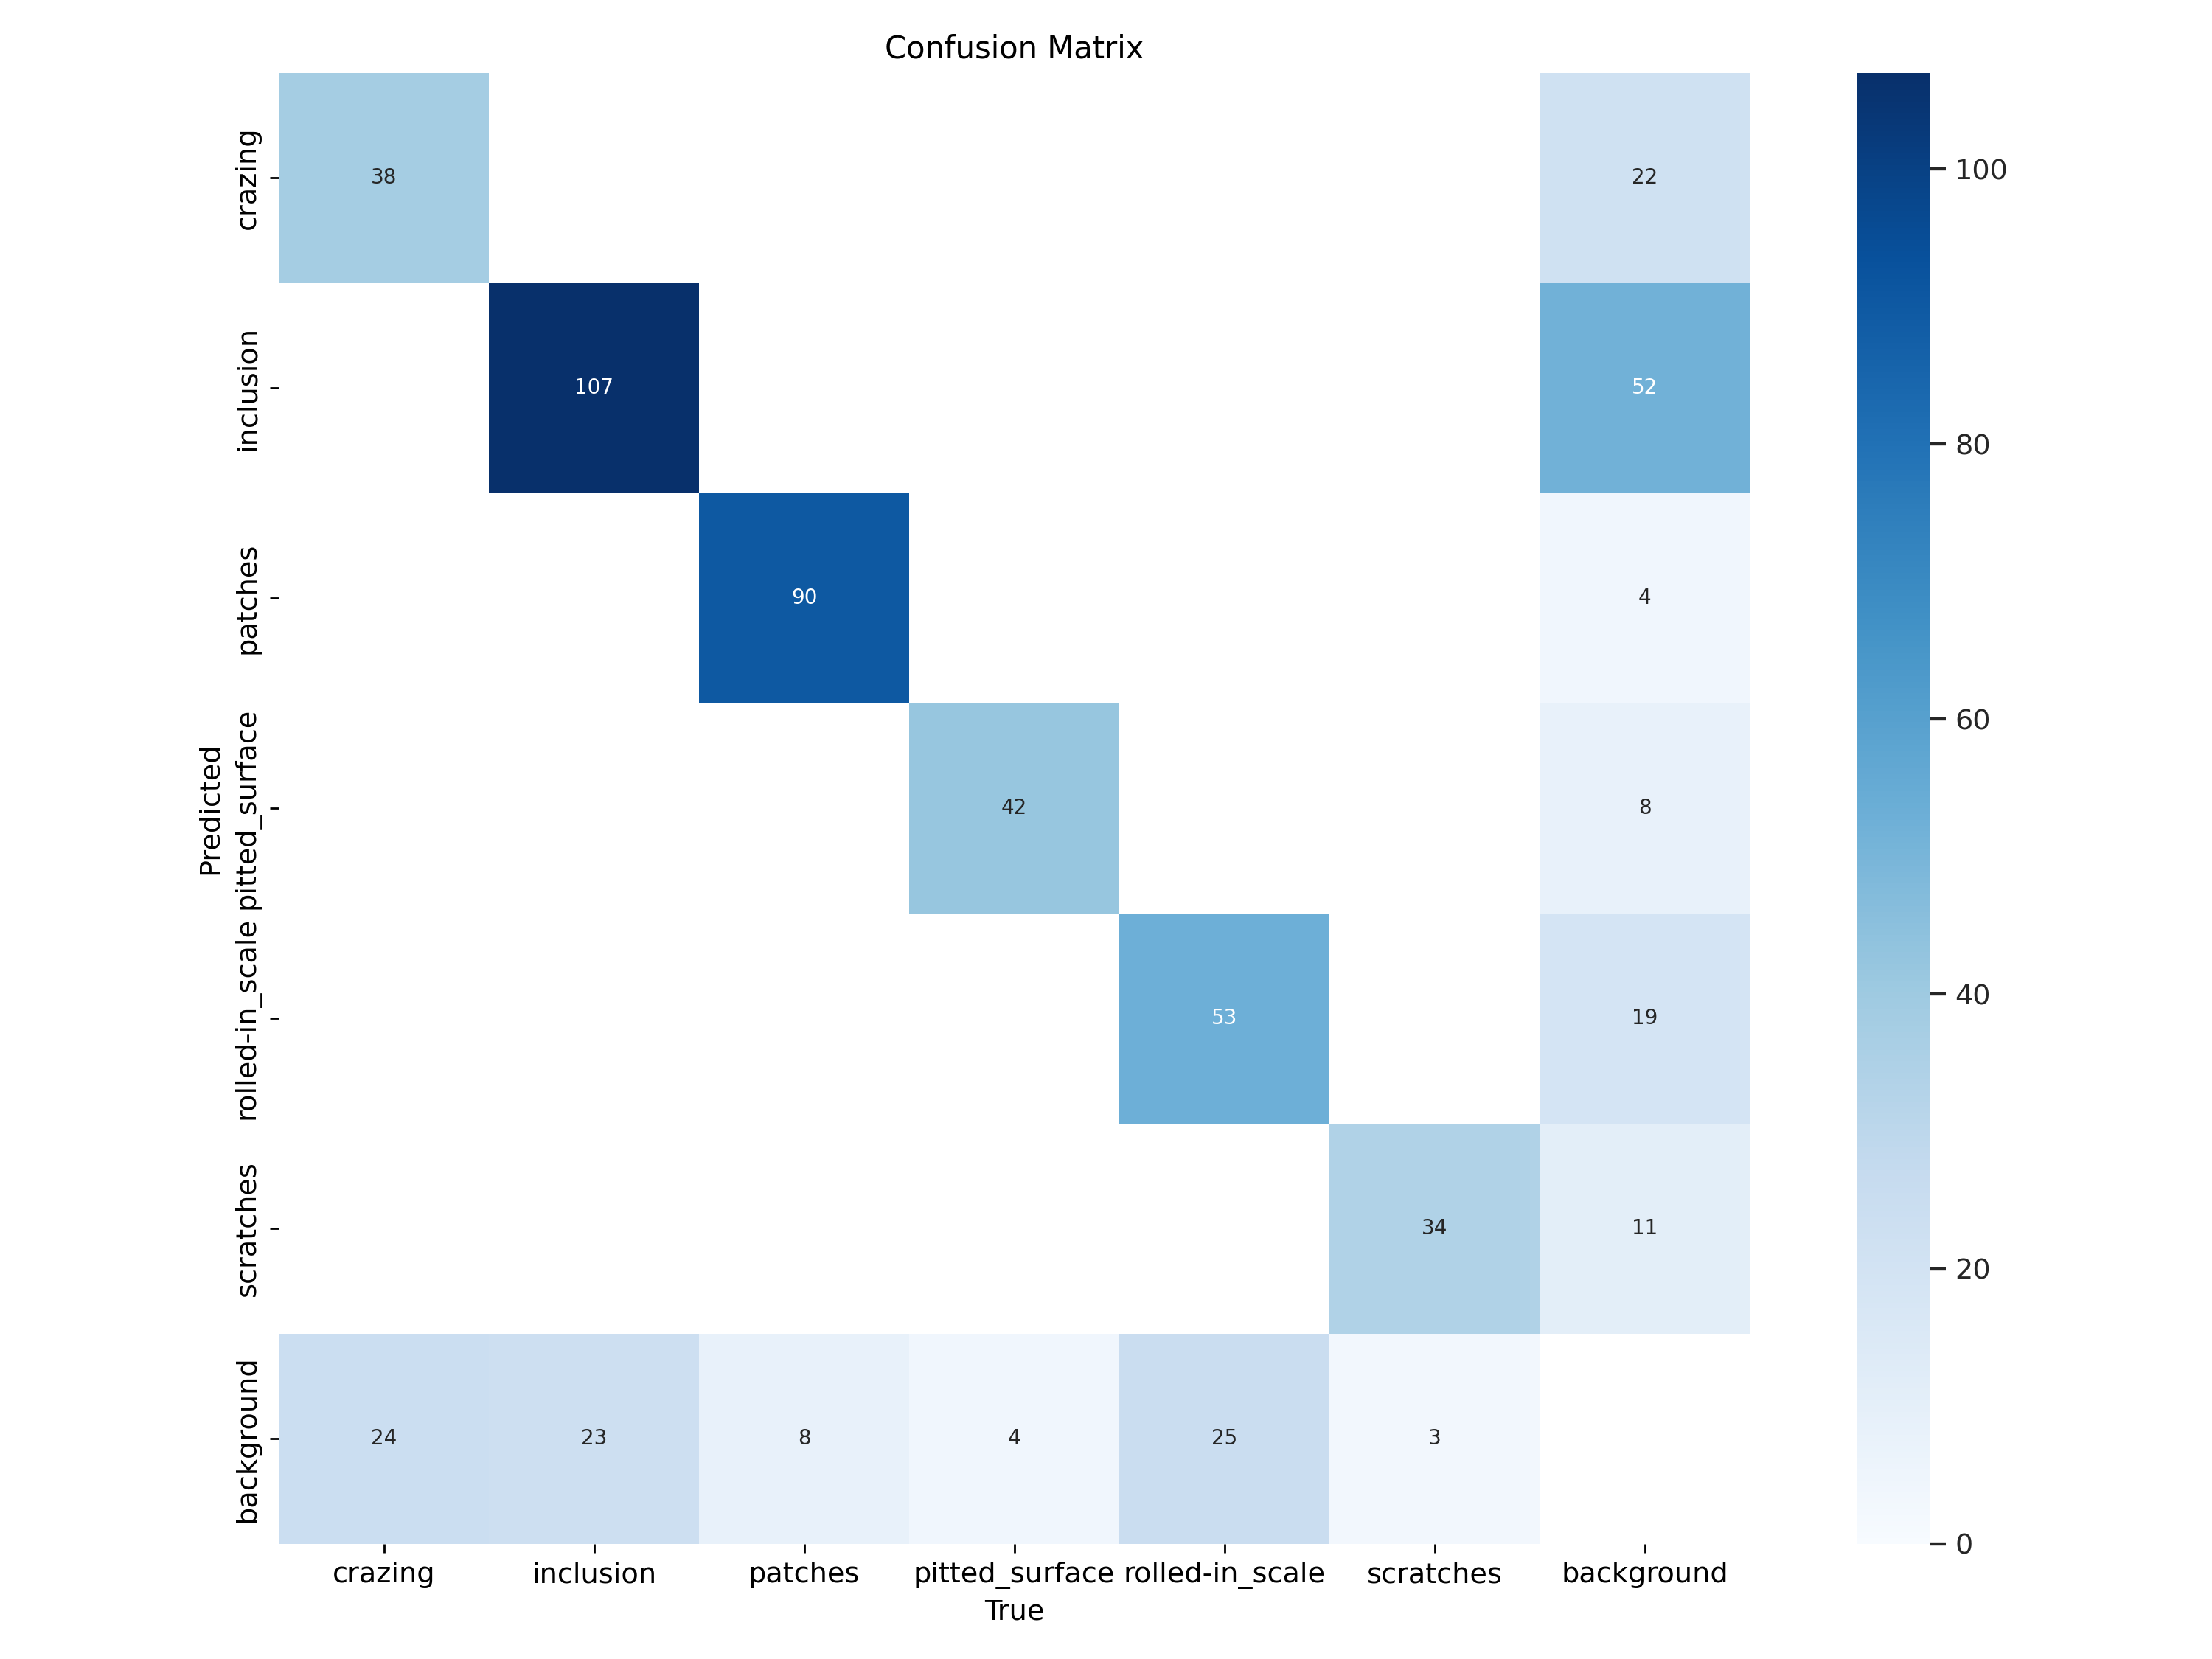 Confusion Matrix
crazing
38
22
100
inclusion
107
52
80
patches
90
4
60
Predicted
pitted_surface
42
8
40
rolled-in_scale
53
19
scratches
34
11
20
background
24
23
8
4
25
3
0
crazing
inclusion
patches
pitted_surface
rolled-in_scale
scratches
background
True